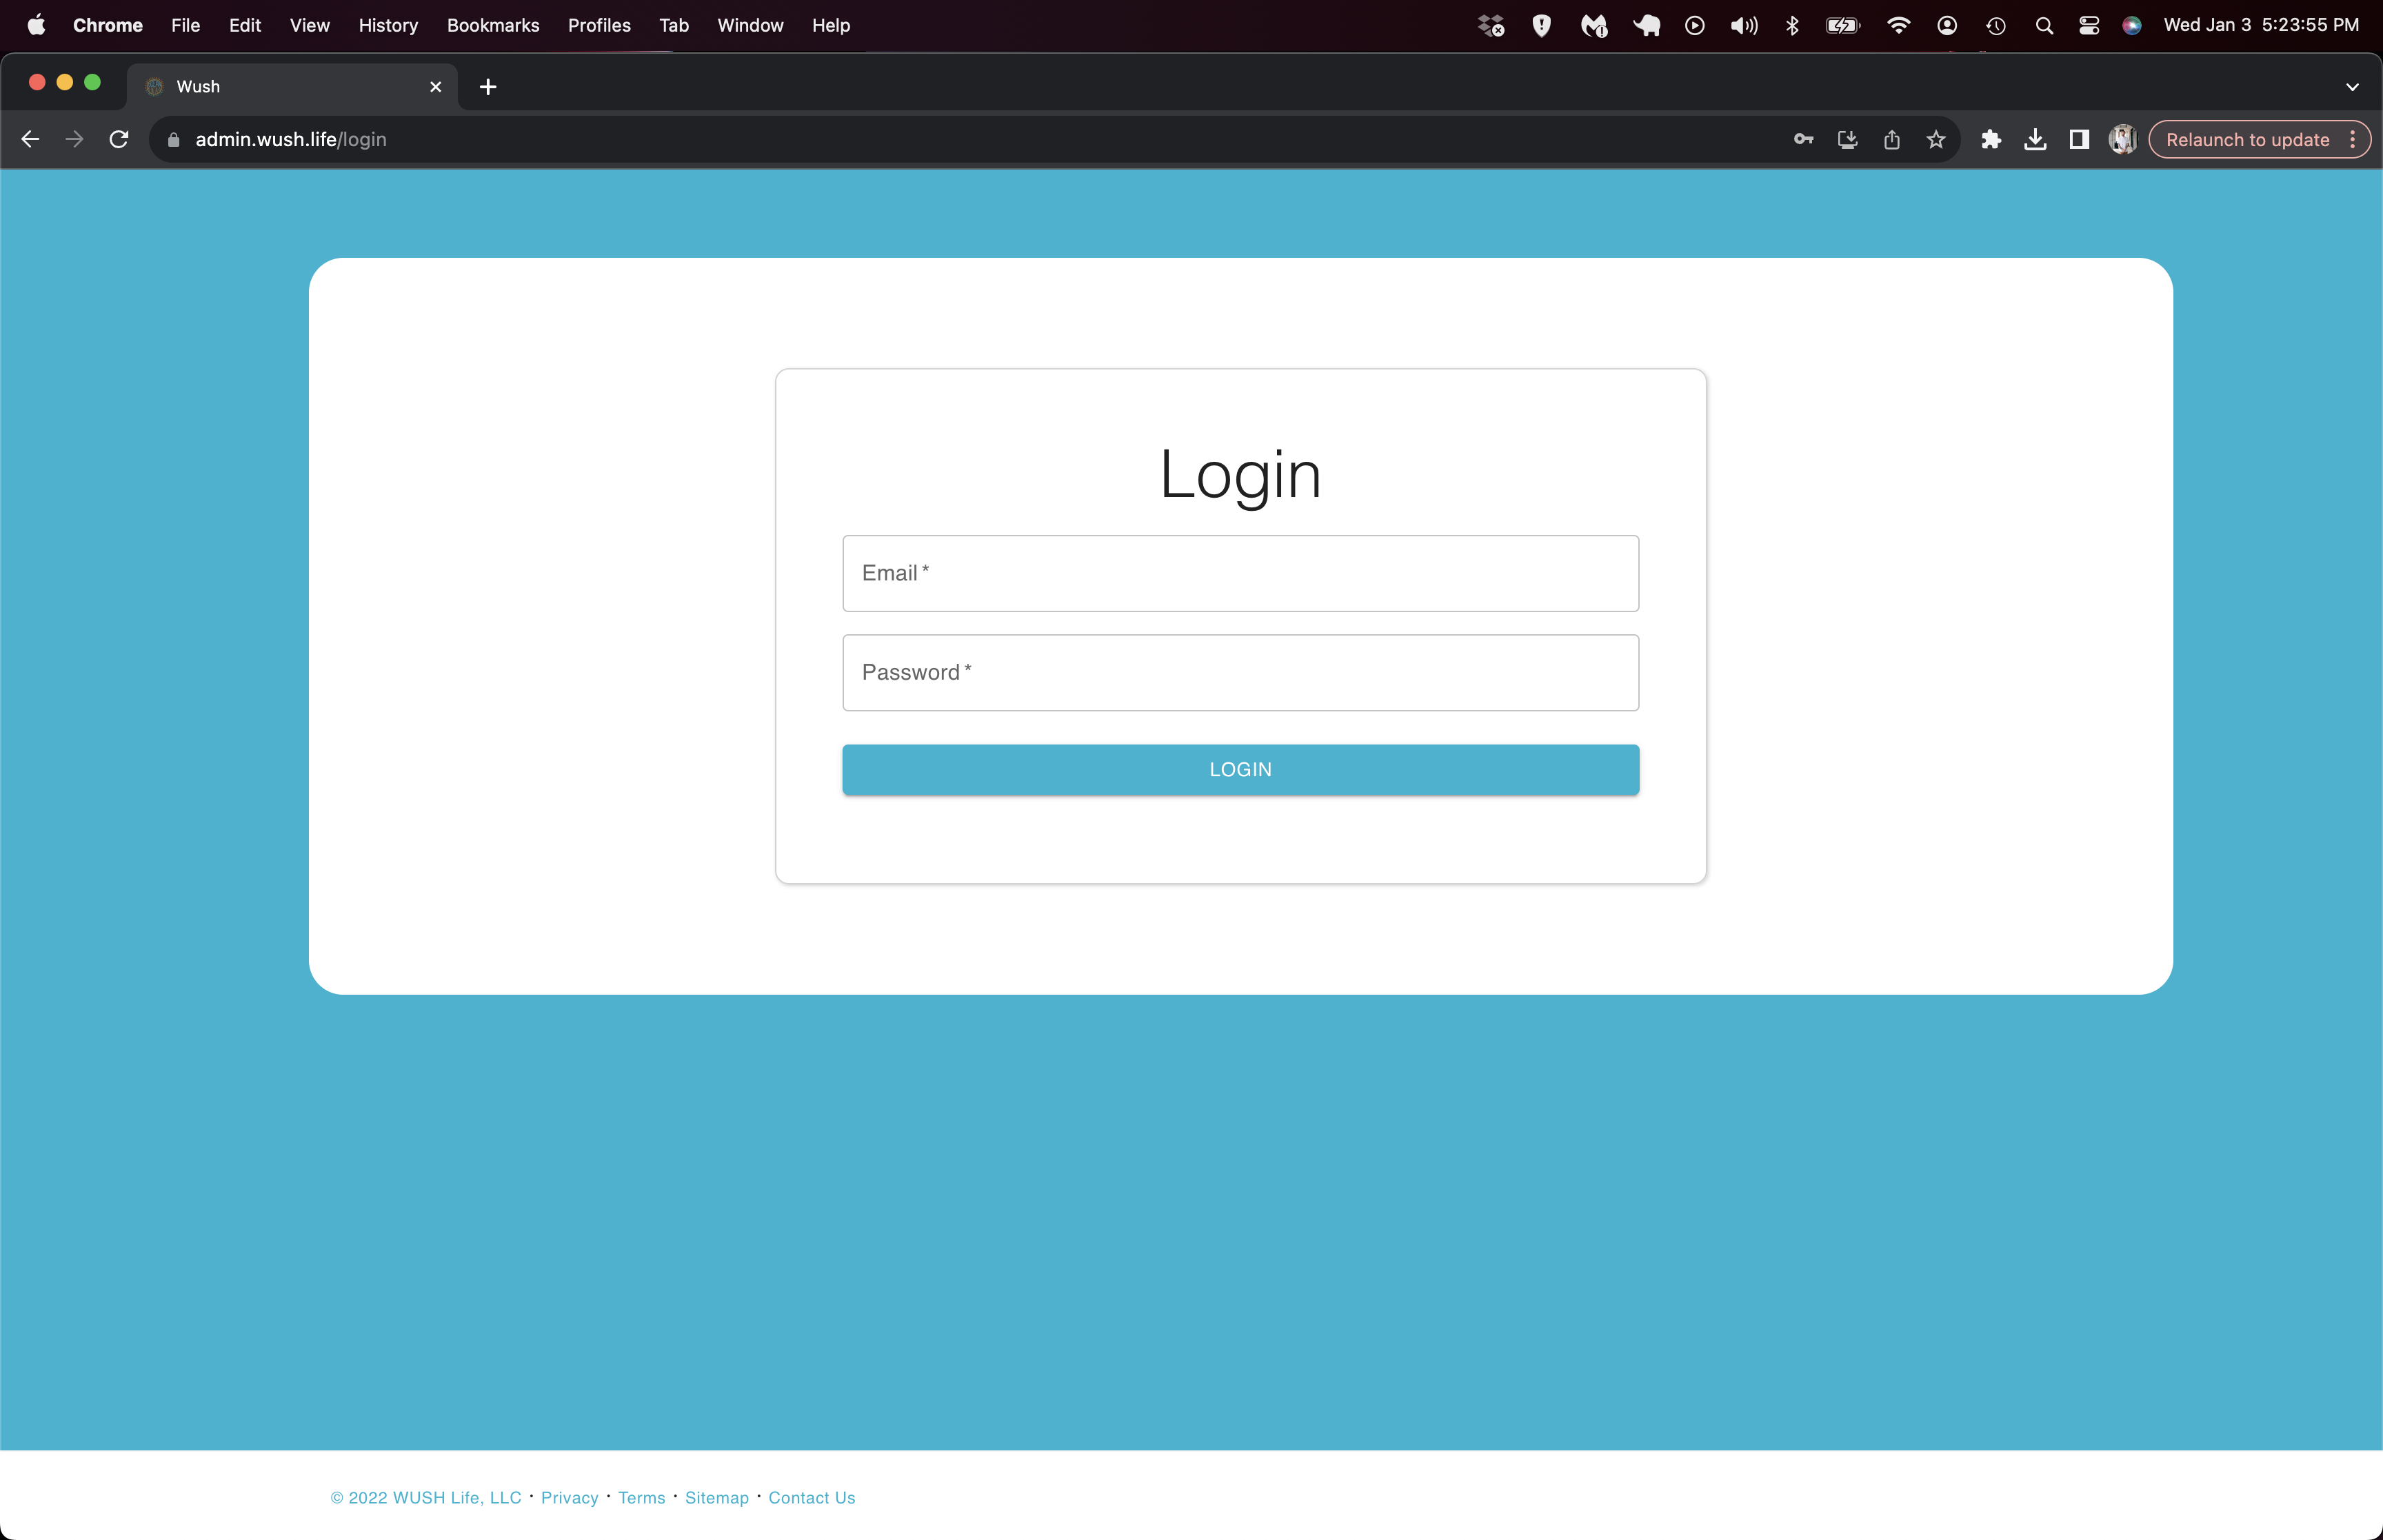 Chrome File Edit View History Bookmarks Profiles Tab Window Help Wed Jan 3 5:23:55 PM
Wush
admin.wush.life/login Relaunch to update
Login
Email *
Password *
LOGIN
© 2022 WUSH Life, LLC · Privacy · Terms · Sitemap · Contact Us